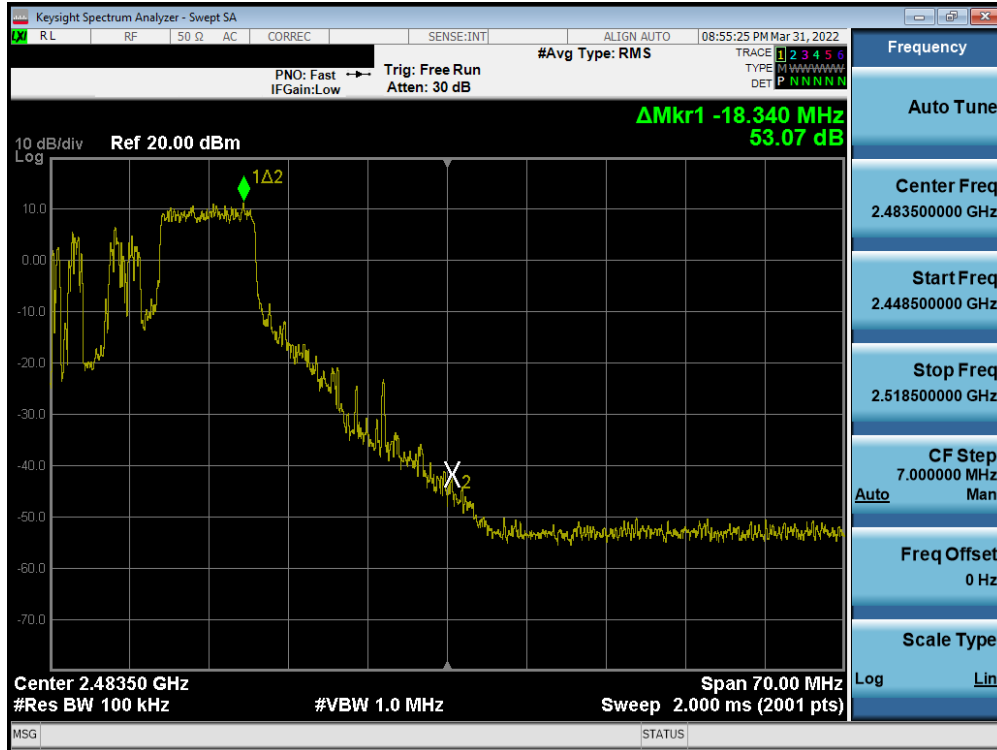 Keysight Spectrum Analyzer - Swept SA
LXI RL RF 50 Ω AC CORREC SENSE:INT ALIGN AUTO 08:55:25 PM Mar 31, 2022
#Avg Type: RMS
TRACE 1 2 3 4 5 6
TYPE M WWWWW
DET P N N N N N
PNO: Fast Trig: Free Run
IFGain:Low Atten: 30 dB
Frequency
Auto Tune
ΔMkr1 -18.340 MHz
53.07 dB
10 dB/div Ref 20.00 dBm
Log
1Δ2
10.0
0.00
-10.0
-20.0
-30.0
-40.0
-50.0
-60.0
-70.0
X2
Center Freq
2.483500000 GHz
Start Freq
2.448500000 GHz
Stop Freq
2.518500000 GHz
CF Step
7.000000 MHz
Auto Man
Freq Offset
0 Hz
Scale Type
Log Lin
Center 2.48350 GHz Span 70.00 MHz
#Res BW 100 kHz #VBW 1.0 MHz Sweep 2.000 ms (2001 pts)
MSG STATUS